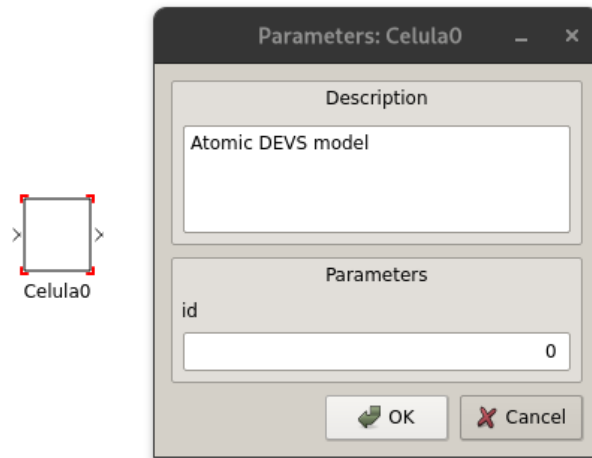 Parameters: Celula0
Description
Atomic DEVS model
Celula0
Parameters
id
0
OK
Cancel